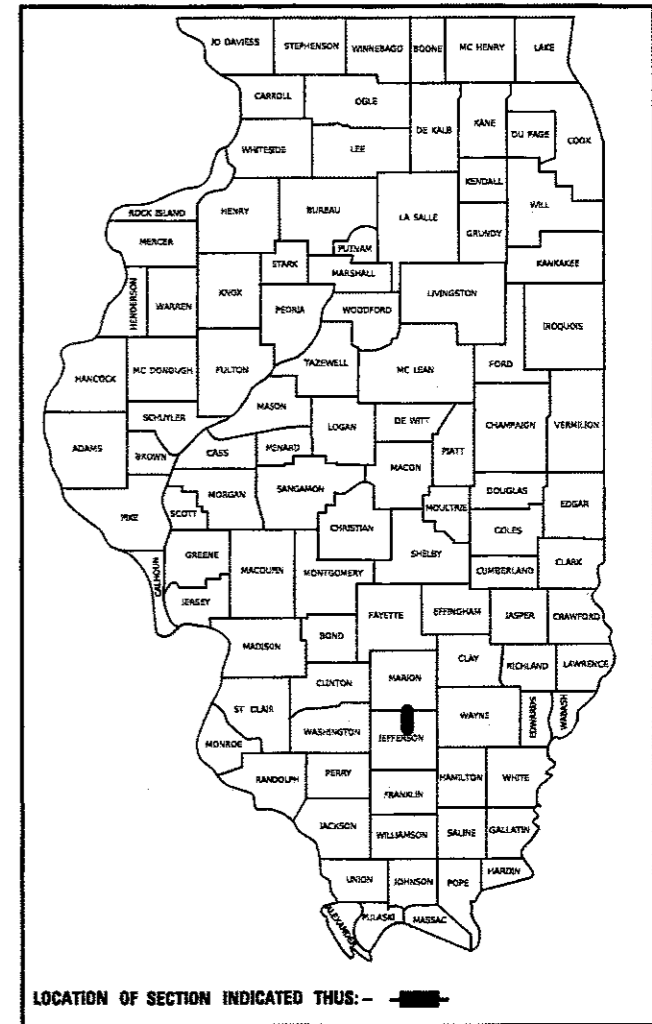 JO DAVIESS STEPHENSON WINNEBAGO BOONE MC HENRY LAKE
CARROLL OGLE DE KALB KANE DU PAGE COOK
WHITESIDE LEE
KENDALL WILL
ROCK ISLAND HENRY BUREAU LA SALLE GRUNDY
MERCER PUTNAM KANKAKEE
STARK MARSHALL
HENDERSON WARREN KNOX PEORIA WOODFORD LIVINGSTON IROQUOIS
HANCOCK MC DONOUGH FULTON TAZEWELL MC LEAN FORD
MASON
SCHUYLER LOGAN DE WITT CHAMPAIGN VERMILION
ADAMS BROWN CASS MENARD MACON PIATT
PIKE SCOTT MORGAN SANGAMON MOULTRIE DOUGLAS EDGAR
CHRISTIAN COLES
GREENE MACOUPIN MONTGOMERY SHELBY CUMBERLAND CLARK
CALHOUN JERSEY FAYETTE EFFINGHAM JASPER CRAWFORD
MADISON BOND CLAY RICHLAND LAWRENCE
CLINTON MARION
ST CLAIR WASHINGTON JEFFERSON WAYNE EDWARDS WABASH
MONROE
RANDOLPH PERRY HAMILTON WHITE
FRANKLIN
JACKSON WILLIAMSON SALINE GALLATIN
UNION JOHNSON POPE HARDIN
ALEXANDER PULASKI MASSAC
LOCATION OF SECTION INDICATED THUS:-